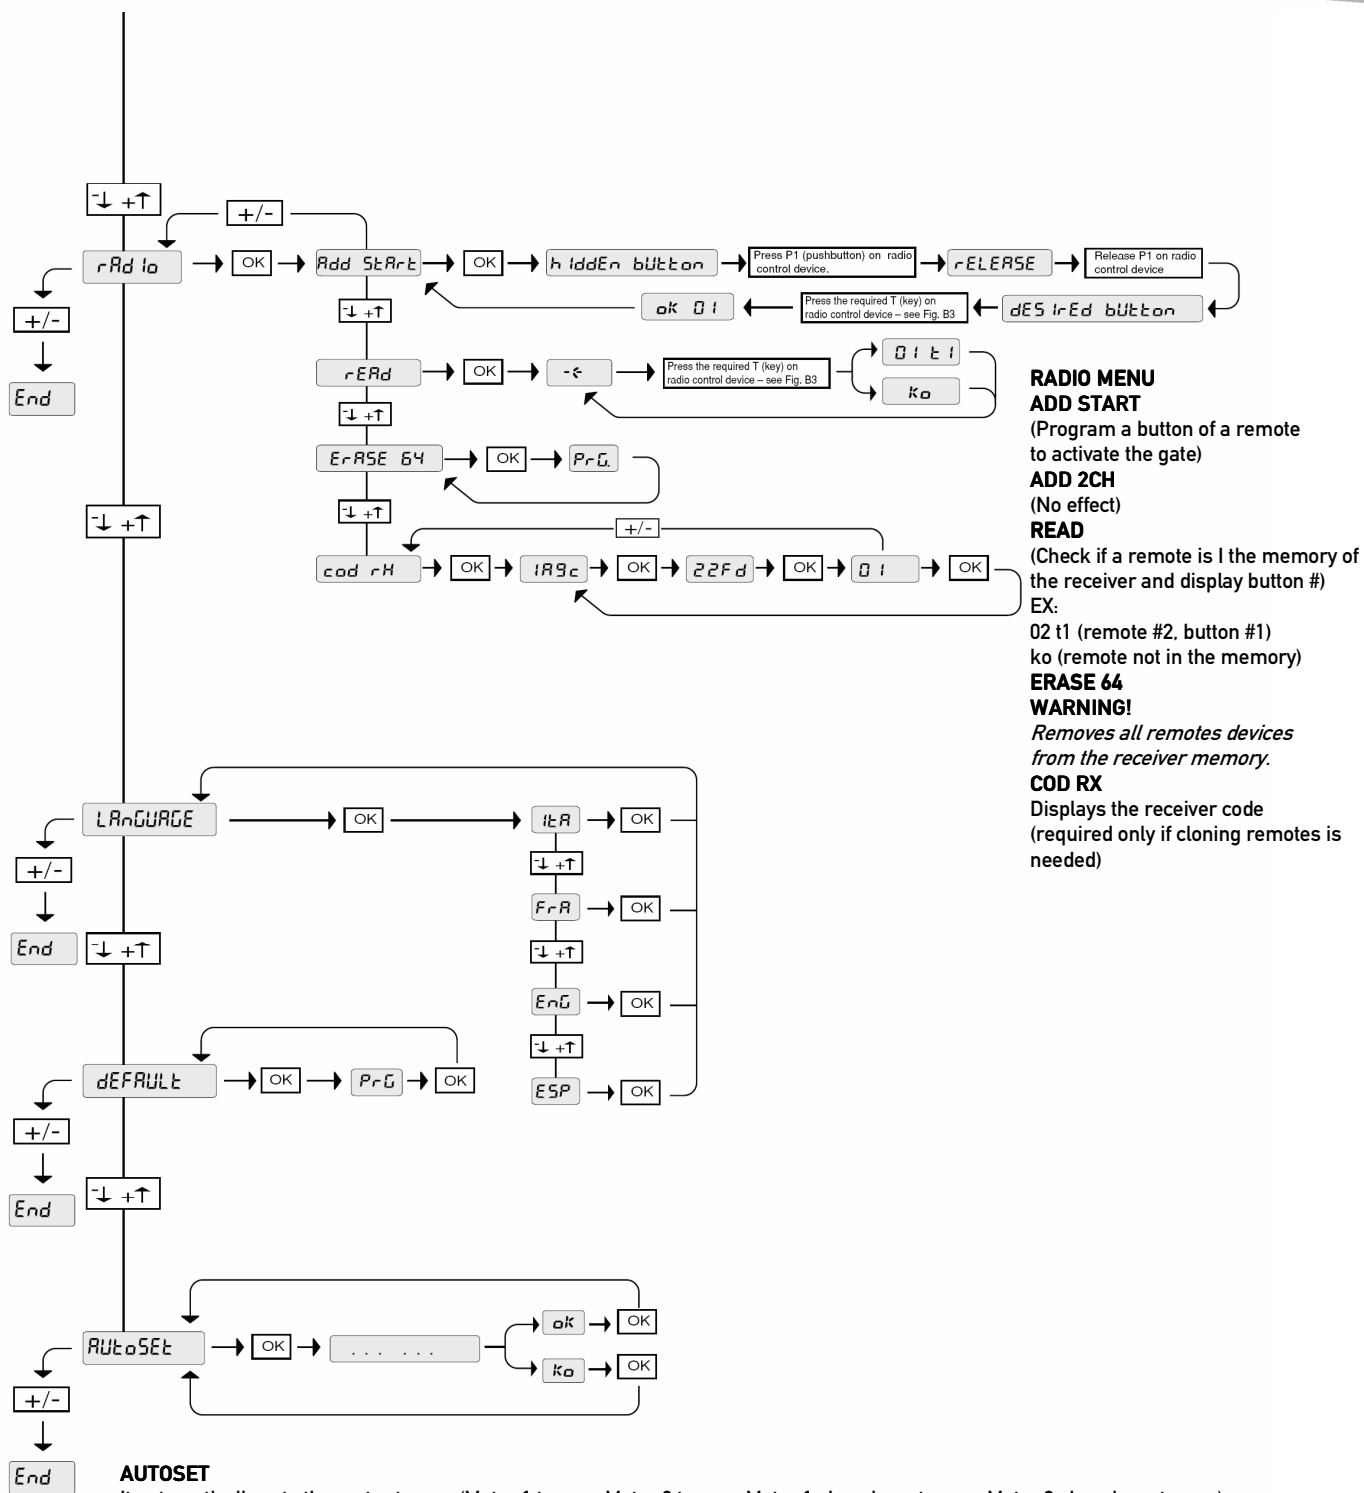 -↓ +↑
+/-
rAdIo
OK
Add StArt
OK
hIddEn bUtton
Press P1 (pushbutton) on radio
control device.
rELEASE
Release P1 on radio
control device
+/-
End
-↓ +↑
oK 01
Press the required T (key) on
radio control device – see Fig. B3
dESIrEd bUtton
rEAd
OK
-<-
Press the required T (key) on
radio control device – see Fig. B3
01 t1
Ko
-↓ +↑
ErASE 64
OK
PrG.
-↓ +↑
-↓ +↑
+/-
cod rH
OK
1A9c
OK
22Fd
OK
01
OK
RADIO MENU
ADD START
(Program a button of a remote
to activate the gate)
ADD 2CH
(No effect)
READ
(Check if a remote is I the memory of
the receiver and display button #)
EX:
02 t1 (remote #2, button #1)
ko (remote not in the memory)
ERASE 64
WARNING!
Removes all remotes devices
from the receiver memory.
COD RX
Displays the receiver code
(required only if cloning remotes is
needed)
LAnGUAGE
OK
ItA
OK
+/-
-↓ +↑
FrA
OK
End
-↓ +↑
-↓ +↑
EnG
OK
-↓ +↑
ESP
OK
dEFAULt
OK
PrG
OK
+/-
End
-↓ +↑
AUtoSEt
OK
... ...
oK
OK
Ko
OK
+/-
End
AUTOSET